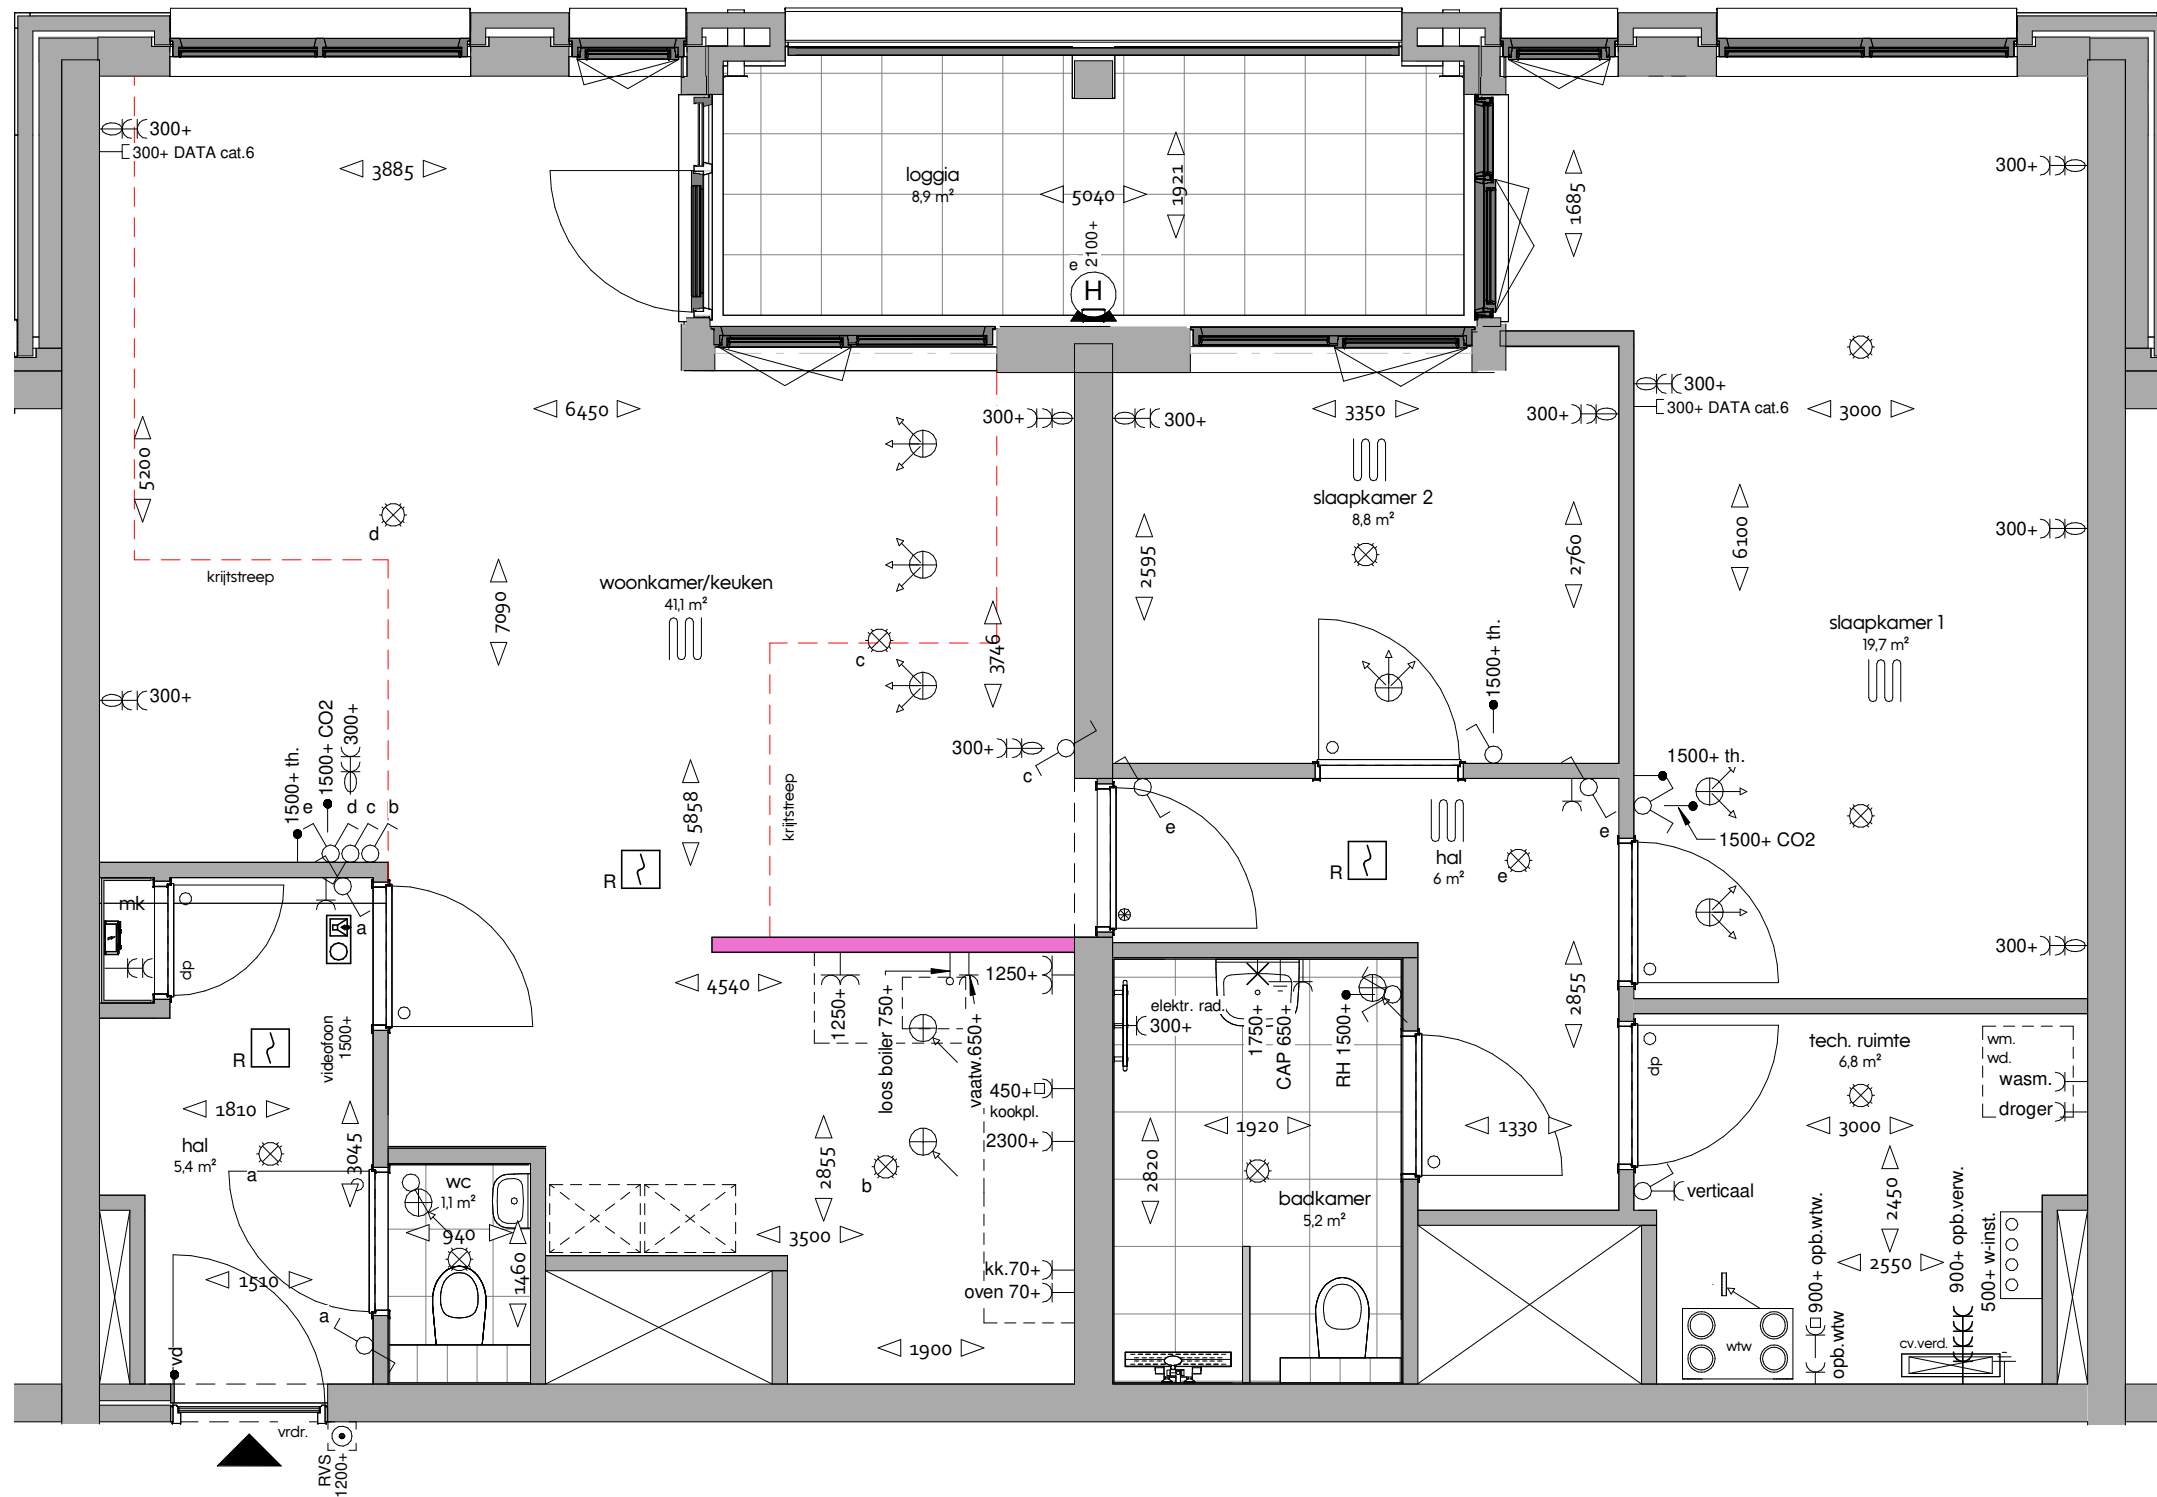 300+
300+ DATA cat.6
3885
loggia
8,9 m²
5040
1921
2100+
e
H
1685
300+
6450
300+
300+
3350
300+
300+
300+ DATA cat.6
3000
5200
d
krijtstreep
7090
woonkamer/keuken
41,1 m²
c
3746
2595
slaapkamer 2
8,8 m²
2760
6100
300+
slaapkamer 1
19,7 m²
300+
1500+ th.
1500+ CO2
300+
e
d
c
b
5858
krijtstreep
300+
c
1500+ th.
e
e
1500+ th.
1500+ CO2
R
R
hal
6 m²
e
mk
a
dp
videofoon
1500+
R
4540
1250+
loos boiler 750+
vaatw.650+
1250+
450+
kookpl.
2300+
elektr. rad.
300+
1750+
CAP 650+
RH 1500+
2855
300+
dp
tech. ruimte
6,8 m²
wm.
wd.
wasm.
droger
1810
hal
5,4 m²
a
3045
wc
1,1 m²
940
1460
2855
b
3500
1920
2820
badkamer
5,2 m²
1330
3000
2450
verticaal
2550
900+ opb.wtw.
opb.wtw
900+ opb.verw.
500+ w-inst.
1510
a
vd
kk.70+
oven 70+
1900
wtw
cv.verd.
vrdr.
RVS
1200+